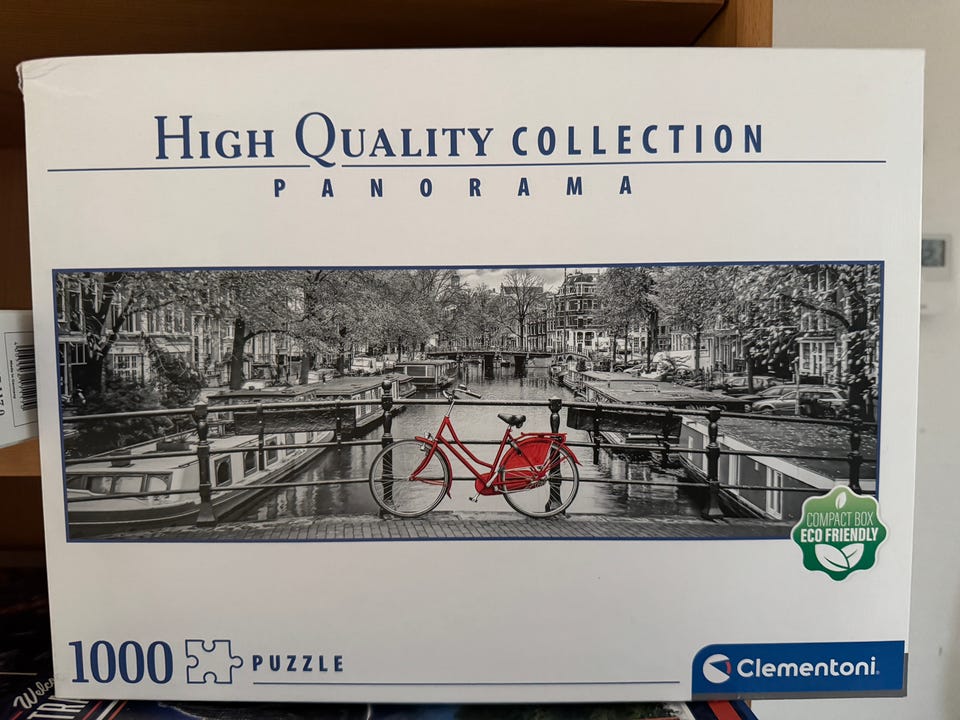 HIGH QUALITY COLLECTION
PANORAMA
COMPACT BOX
ECO FRIENDLY
1000 PUZZLE
Clementoni